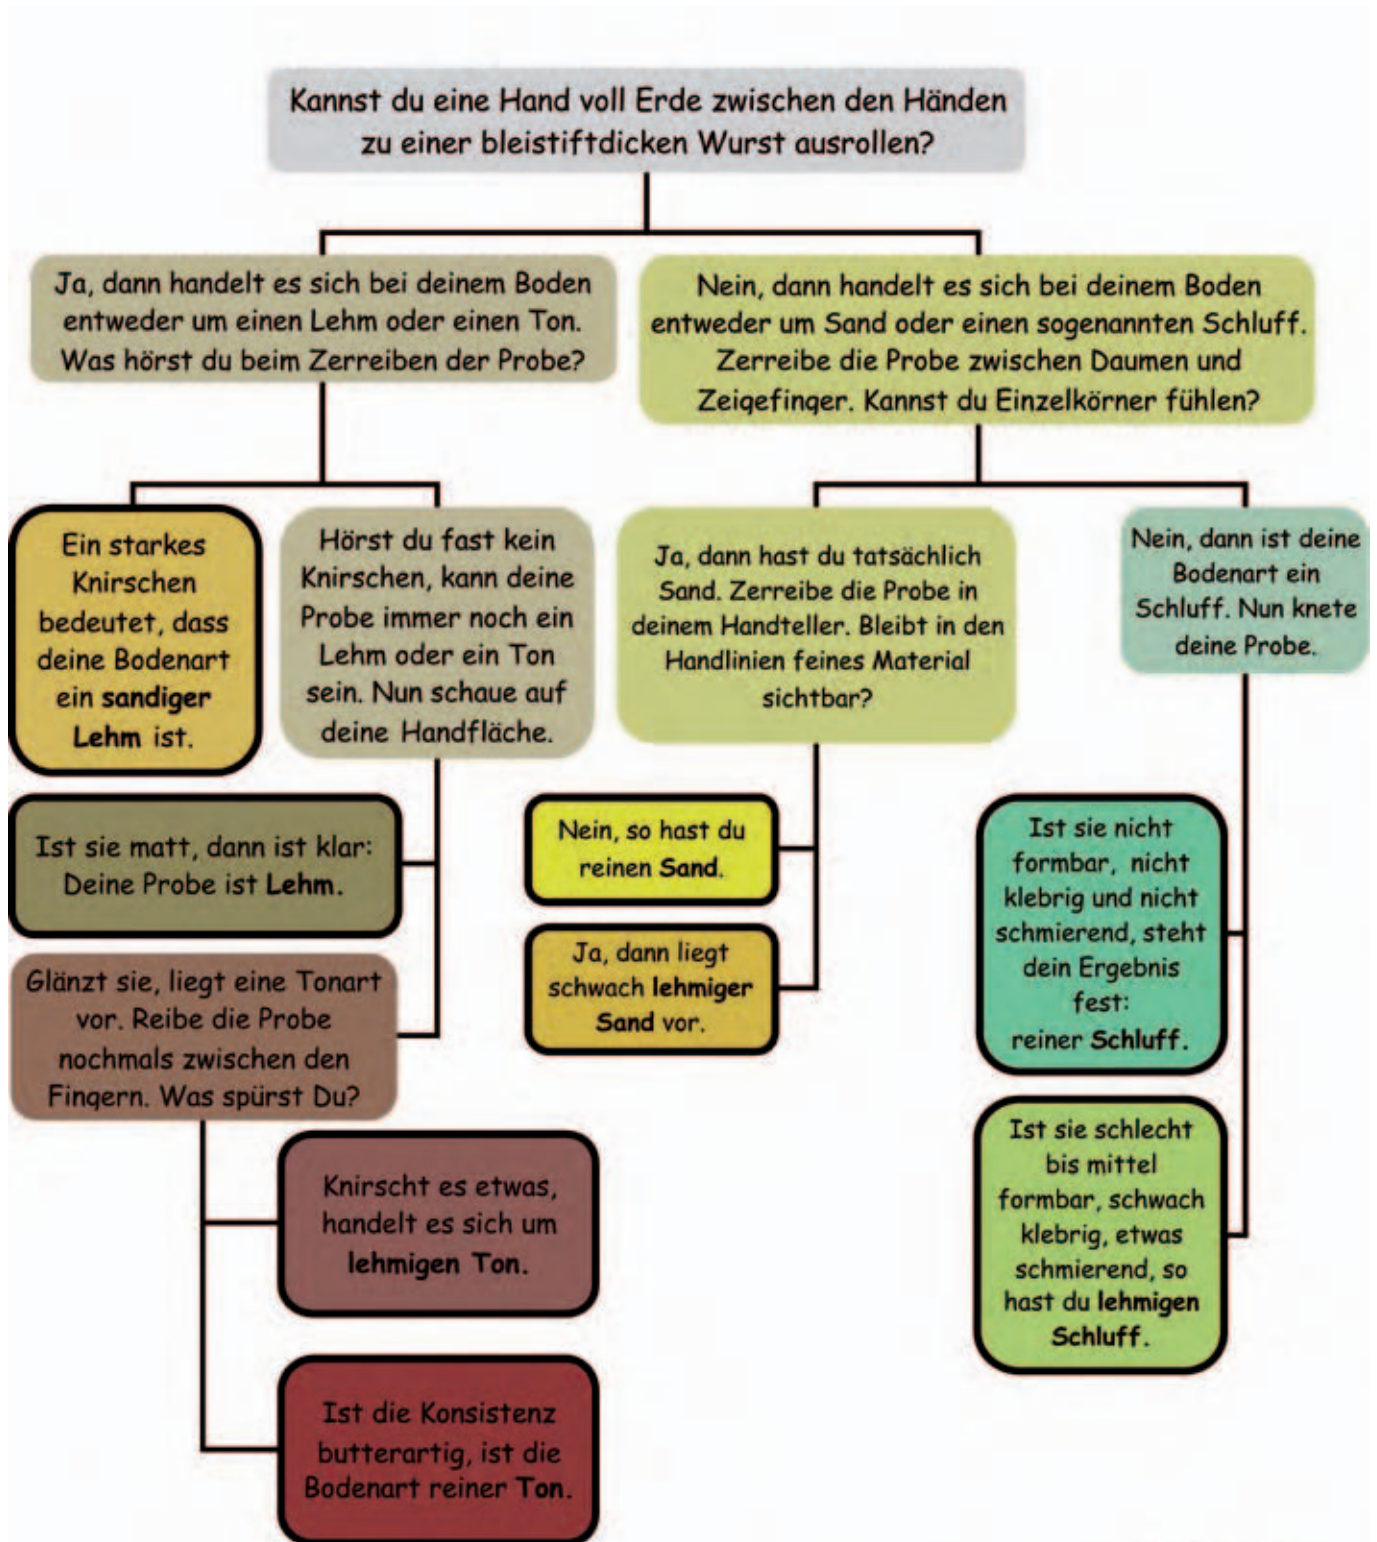 Kannst du eine Hand voll Erde zwischen den Händen
zu einer bleistiftdicken Wurst ausrollen?
Ja, dann handelt es sich bei deinem Boden
entweder um einen Lehm oder einen Ton.
Was hörst du beim Zerreiben der Probe?
Nein, dann handelt es sich bei deinem Boden
entweder um Sand oder einen sogenannten Schluff.
Zerreibe die Probe zwischen Daumen und
Zeigefinger. Kannst du Einzelkörner fühlen?
Ein starkes
Knirschen
bedeutet, dass
deine Bodenart
ein sandiger
Lehm ist.
Hörst du fast kein
Knirschen, kann deine
Probe immer noch ein
Lehm oder ein Ton
sein. Nun schaue auf
deine Handfläche.
Ja, dann hast du tatsächlich
Sand. Zerreibe die Probe in
deinem Handteller. Bleibt in den
Handlinien feines Material
sichtbar?
Nein, dann ist deine
Bodenart ein
Schluff. Nun knete
deine Probe.
Ist sie matt, dann ist klar:
Deine Probe ist Lehm.
Glänzt sie, liegt eine Tonart
vor. Reibe die Probe
nochmals zwischen den
Fingern. Was spürst Du?
Knirscht es etwas,
handelt es sich um
lehmigen Ton.
Ist die Konsistenz
butterartig, ist die
Bodenart reiner Ton.
Nein, so hast du
reinen Sand.
Ja, dann liegt
schwach lehmiger
Sand vor.
Ist sie nicht
formbar, nicht
klebrig und nicht
schmierend, steht
dein Ergebnis
fest:
reiner Schluff.
Ist sie schlecht
bis mittel
formbar, schwach
klebrig, etwas
schmierend, so
hast du lehmigen
Schluff.